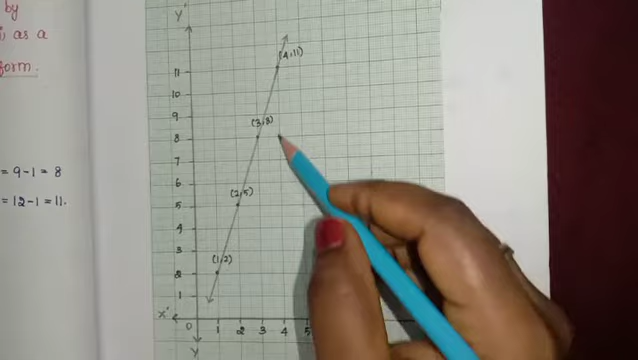 by
as a
form.
= 9-1 = 8
= 12-1 = 11.
Y'
(4,11)
11
10
9
(3,8)
8
7
6
(2,5)
5
4
3
(1,2)
2
1
X'
0 1 2 3 4 5
Y